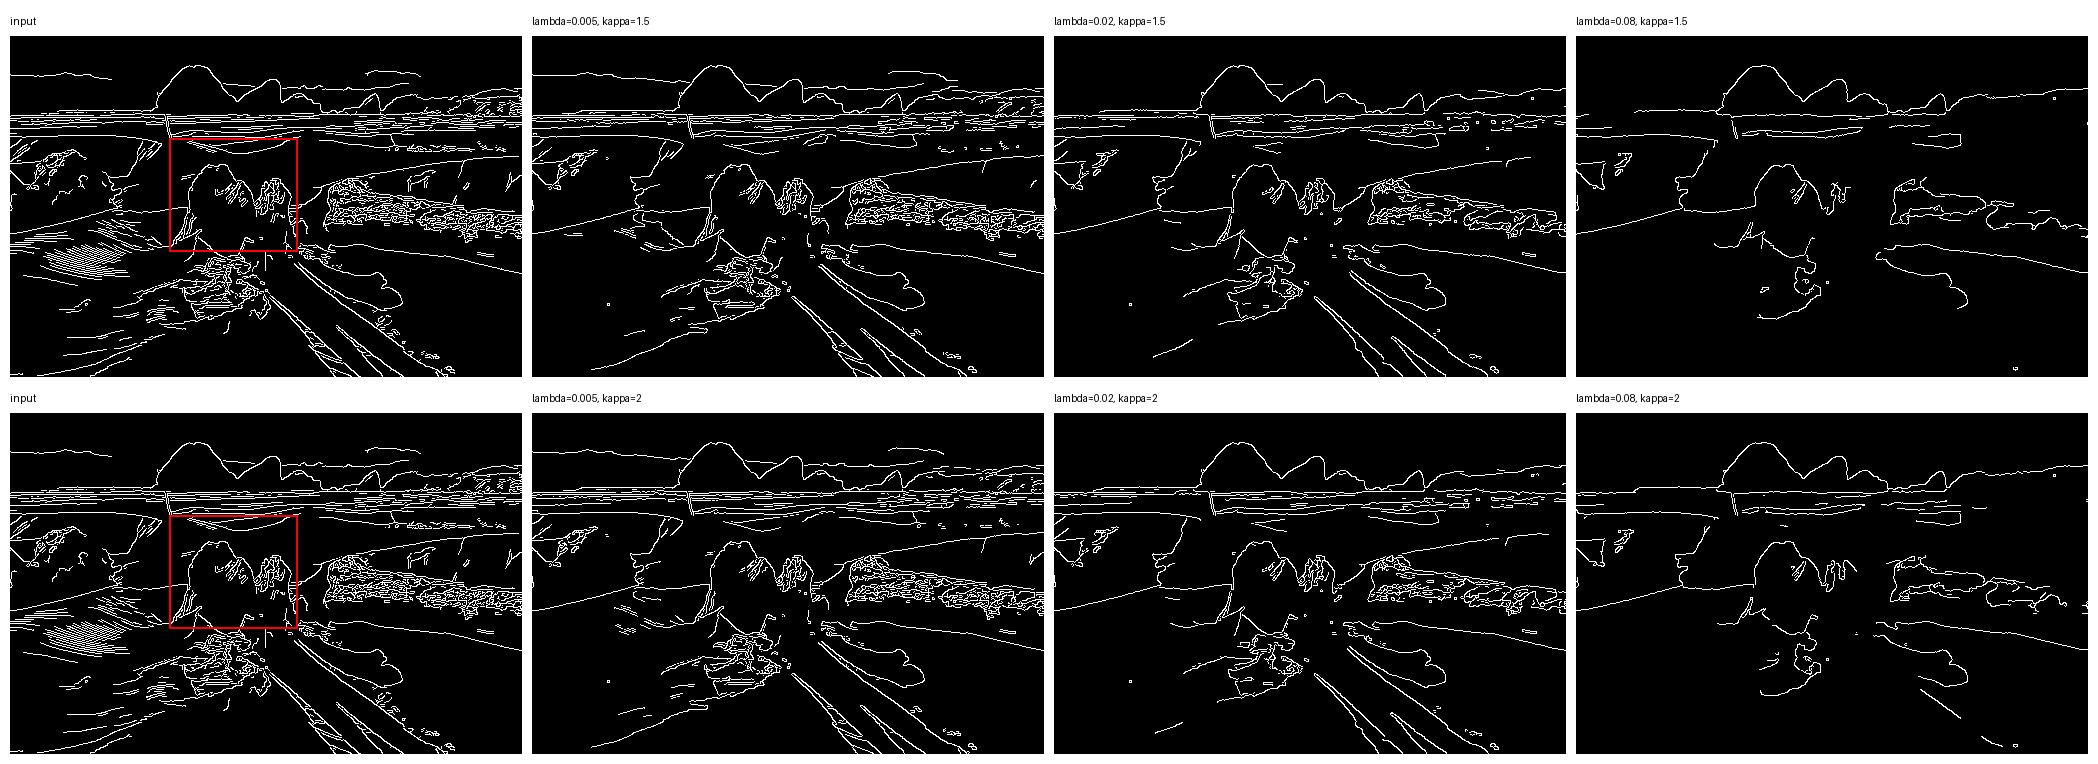 input
lambda=0.005, kappa=1.5
lambda=0.02, kappa=1.5
lambda=0.08, kappa=1.5
input
lambda=0.005, kappa=2
lambda=0.02, kappa=2
lambda=0.08, kappa=2